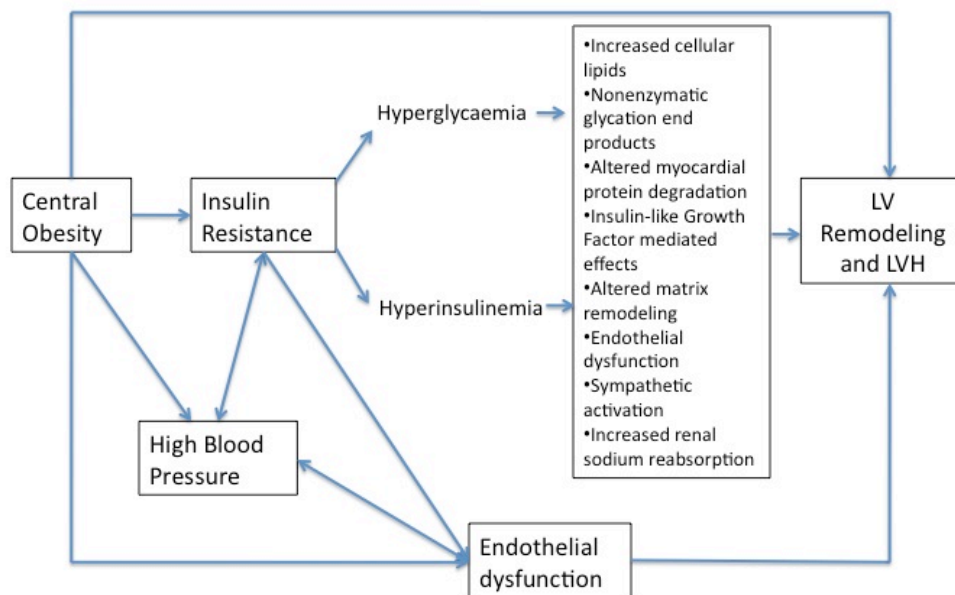 Central
Obesity
Insulin
Resistance
Hyperglycaemia
Hyperinsulinemia
•Increased cellular
lipids
•Nonenzymatic
glycation end
products
•Altered myocardial
protein degradation
•Insulin-like Growth
Factor mediated
effects
•Altered matrix
remodeling
•Endothelial
dysfunction
•Sympathetic
activation
•Increased renal
sodium reabsorption
LV
Remodeling
and LVH
High Blood
Pressure
Endothelial
dysfunction